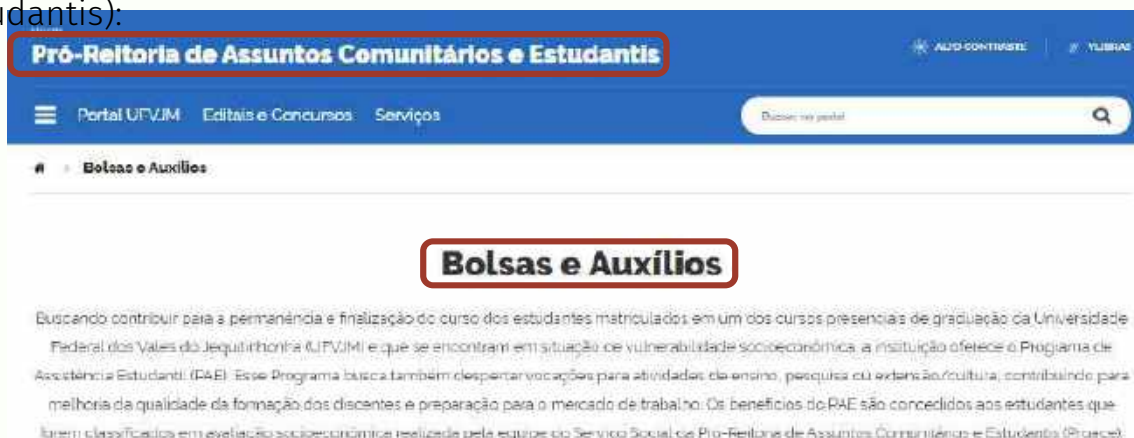 udantis):
Pró-Reitoria de Assuntos Comunitários e Estudantis
ALTO CONTRASTE VLIBRAS
Portal UFVJM Editais e Concursos Serviços
Buscar no portal
Bolsas e Auxílios
Bolsas e Auxílios
Buscando contribuir para a permanência e finalização do curso dos estudantes matriculados em um dos cursos presenciais de graduação da Universidade
Federal dos Vales do Jequitinhonha (UFVJM) e que se encontram em situação de vulnerabilidade socioeconômica, a instituição oferece o Programa de
Assistência Estudantil (PAE). Esse Programa busca também despertar vocações para atividades de ensino, pesquisa ou extensão/cultura, contribuindo para
melhoria da qualidade da formação dos discentes e preparação para o mercado de trabalho. Os benefícios do PAE são concedidos aos estudantes que
forem classificados em avaliação socioeconômica realizada pela equipe do Serviço Social da Pró-Reitoria de Assuntos Comunitários e Estudantis (Proace).